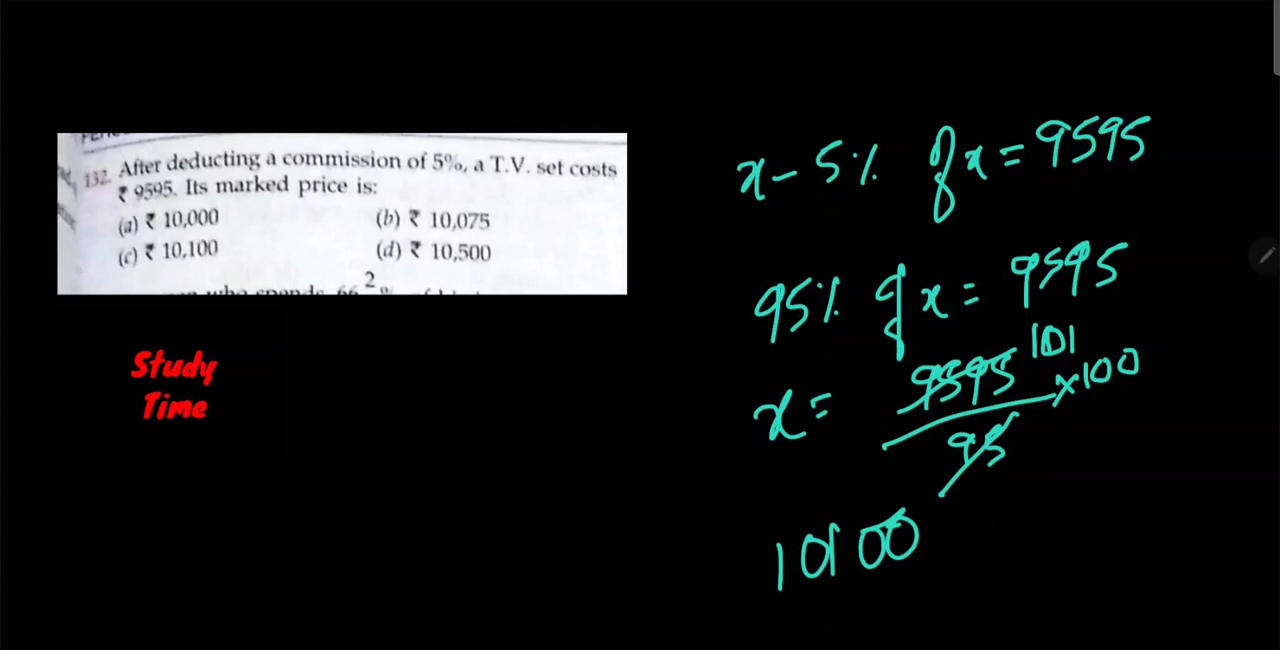 132. After deducting a commission of 5%, a T.V. set costs
₹ 9595. Its marked price is:
(a) ₹ 10,000 (b) ₹ 10,075
(c) ₹ 10,100 (d) ₹ 10,500
Study
Time
x - 5% of x = 9595
95% of x = 9595
x = 9595 101
×100
95
10100